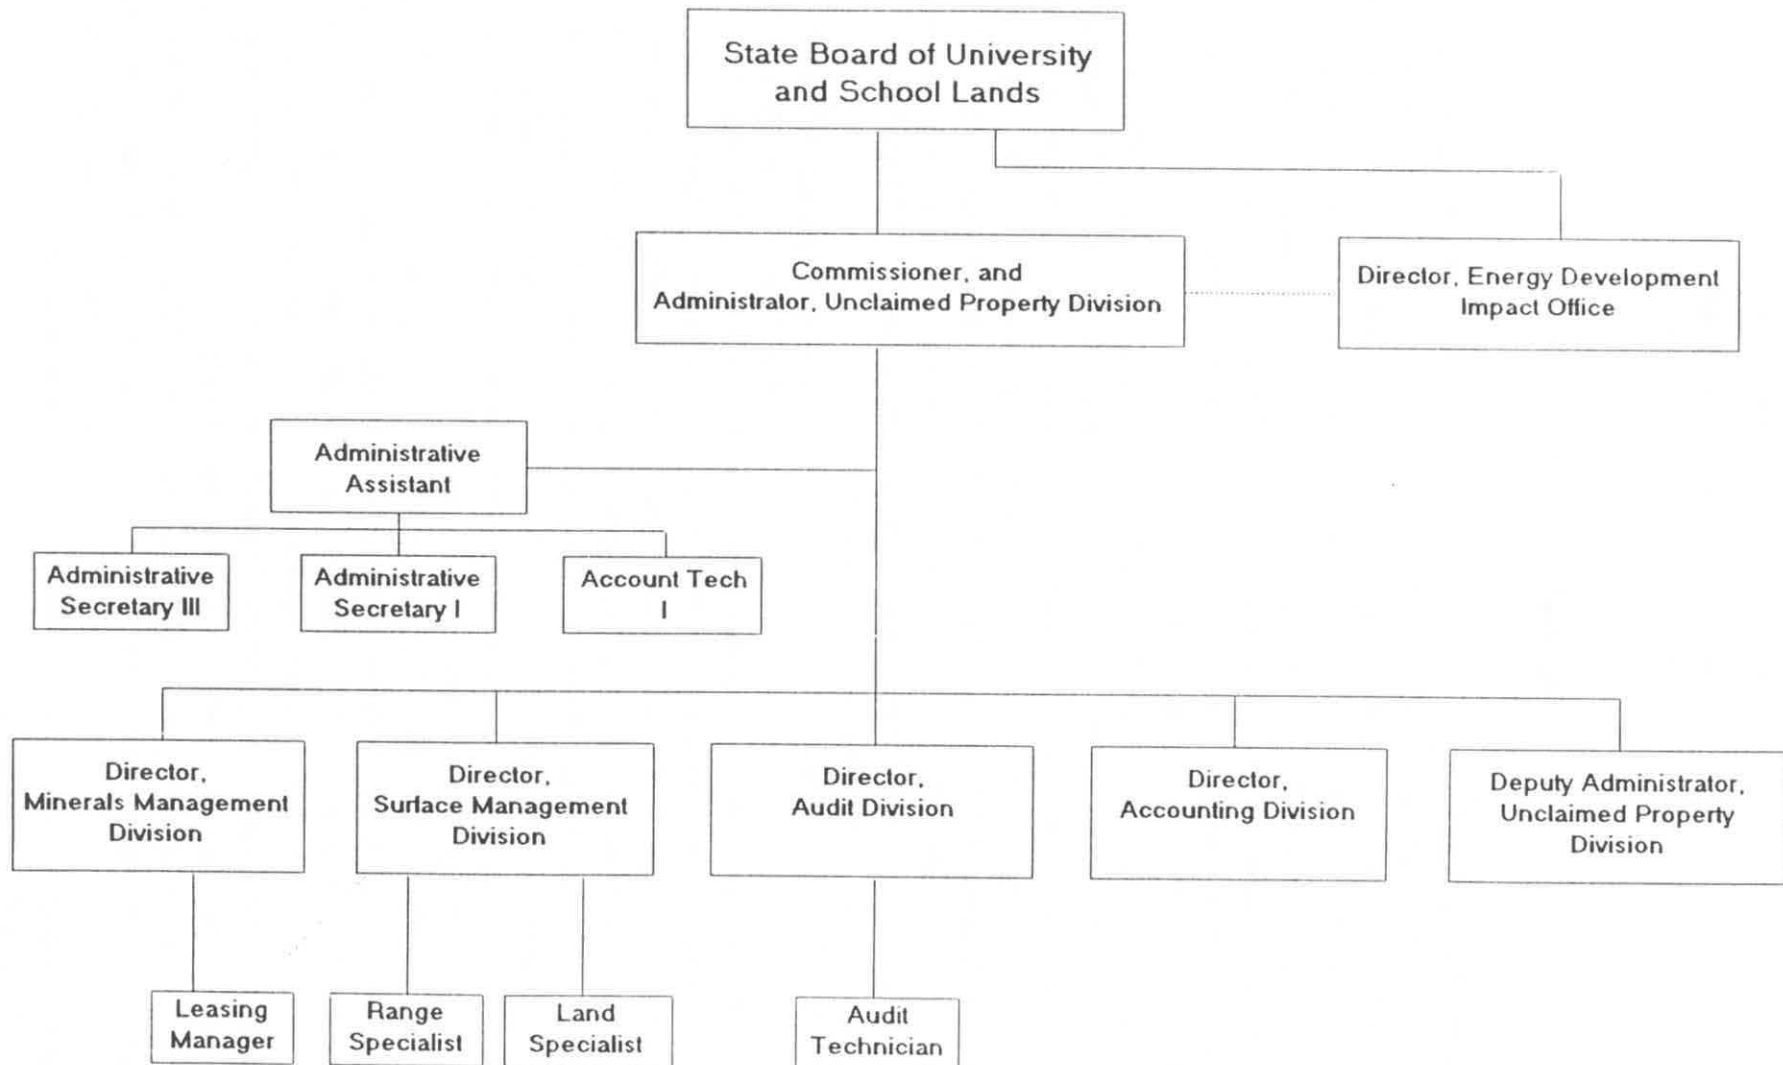 State Board of University
and School Lands
Commissioner, and
Administrator, Unclaimed Property Division
Director, Energy Development
Impact Office
Administrative
Assistant
Administrative
Secretary III
Administrative
Secretary I
Account Tech
I
Director,
Minerals Management
Division
Director,
Surface Management
Division
Director,
Audit Division
Director,
Accounting Division
Deputy Administrator,
Unclaimed Property
Division
Leasing
Manager
Range
Specialist
Land
Specialist
Audit
Technician